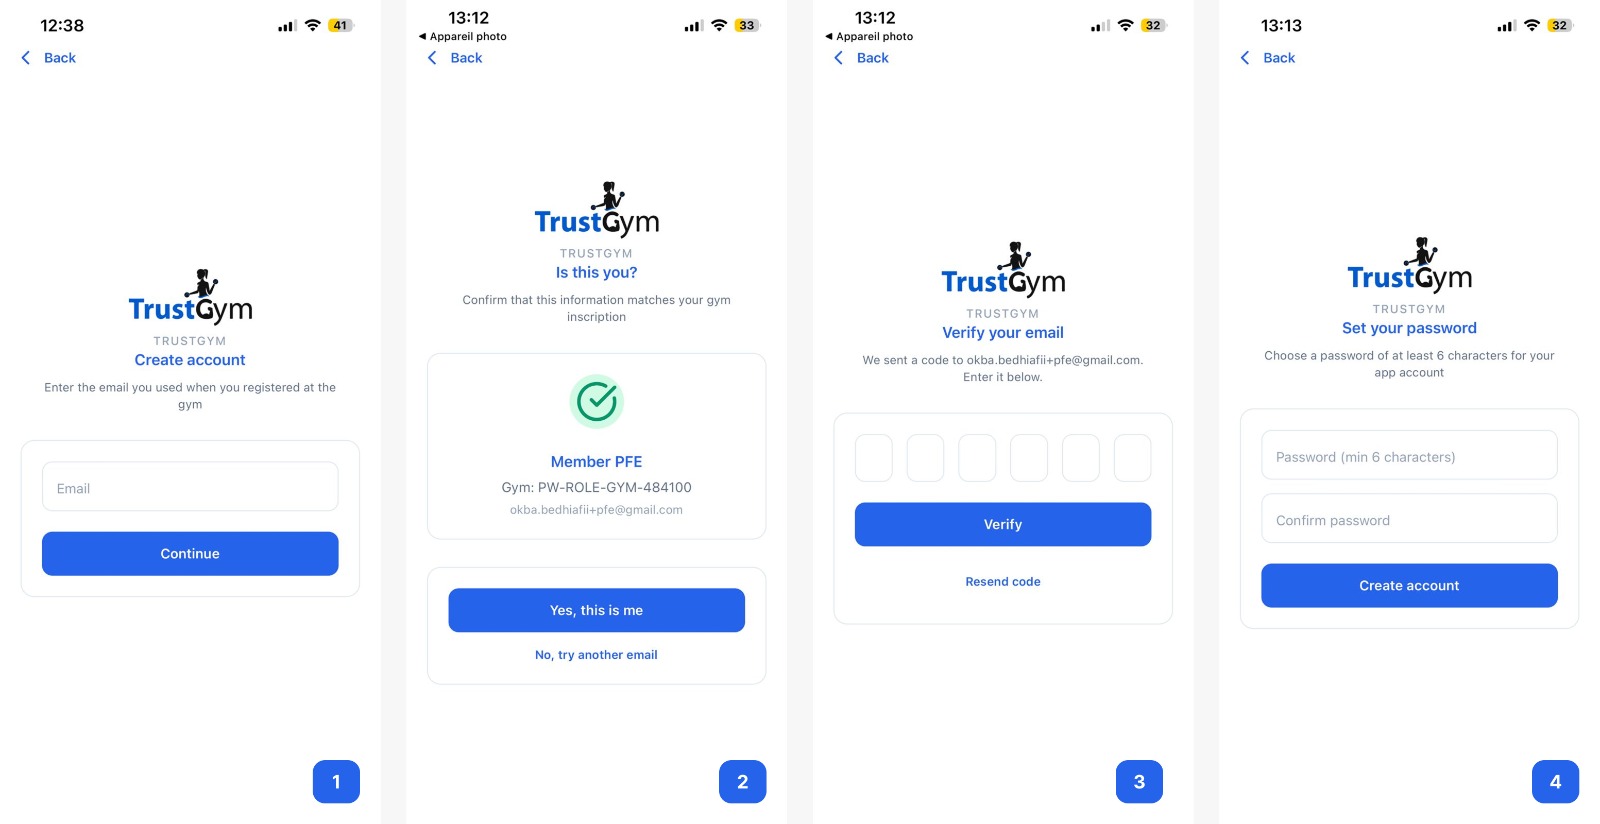 12:38
41
Back
TrustGym
TRUSTGYM
Create account
Enter the email you used when you registered at the
gym
Email
Continue
1
13:12
33
◀ Appareil photo
Back
TrustGym
TRUSTGYM
Is this you?
Confirm that this information matches your gym
inscription
Member PFE
Gym: PW-ROLE-GYM-484100
okba.bedhiafii+pfe@gmail.com
Yes, this is me
No, try another email
2
13:12
32
◀ Appareil photo
Back
TrustGym
TRUSTGYM
Verify your email
We sent a code to okba.bedhiafii+pfe@gmail.com.
Enter it below.
Verify
Resend code
3
13:13
32
Back
TrustGym
TRUSTGYM
Set your password
Choose a password of at least 6 characters for your
app account
Password (min 6 characters)
Confirm password
Create account
4